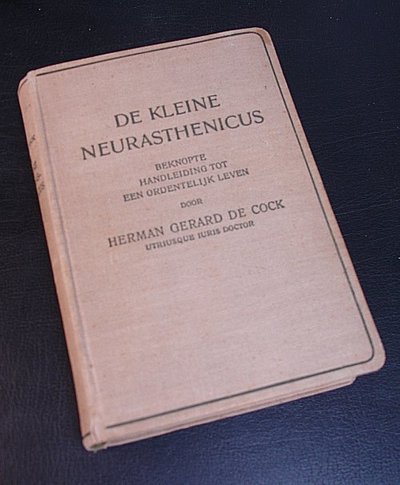 DE KLEINE
NEURASTHENICUS
BEKNOPTE
HANDLEIDING TOT
EEN ORDENTELIJK LEVEN
DOOR
HERMAN GERARD DE COCK
UTRIUSQUE IURIS DOCTOR